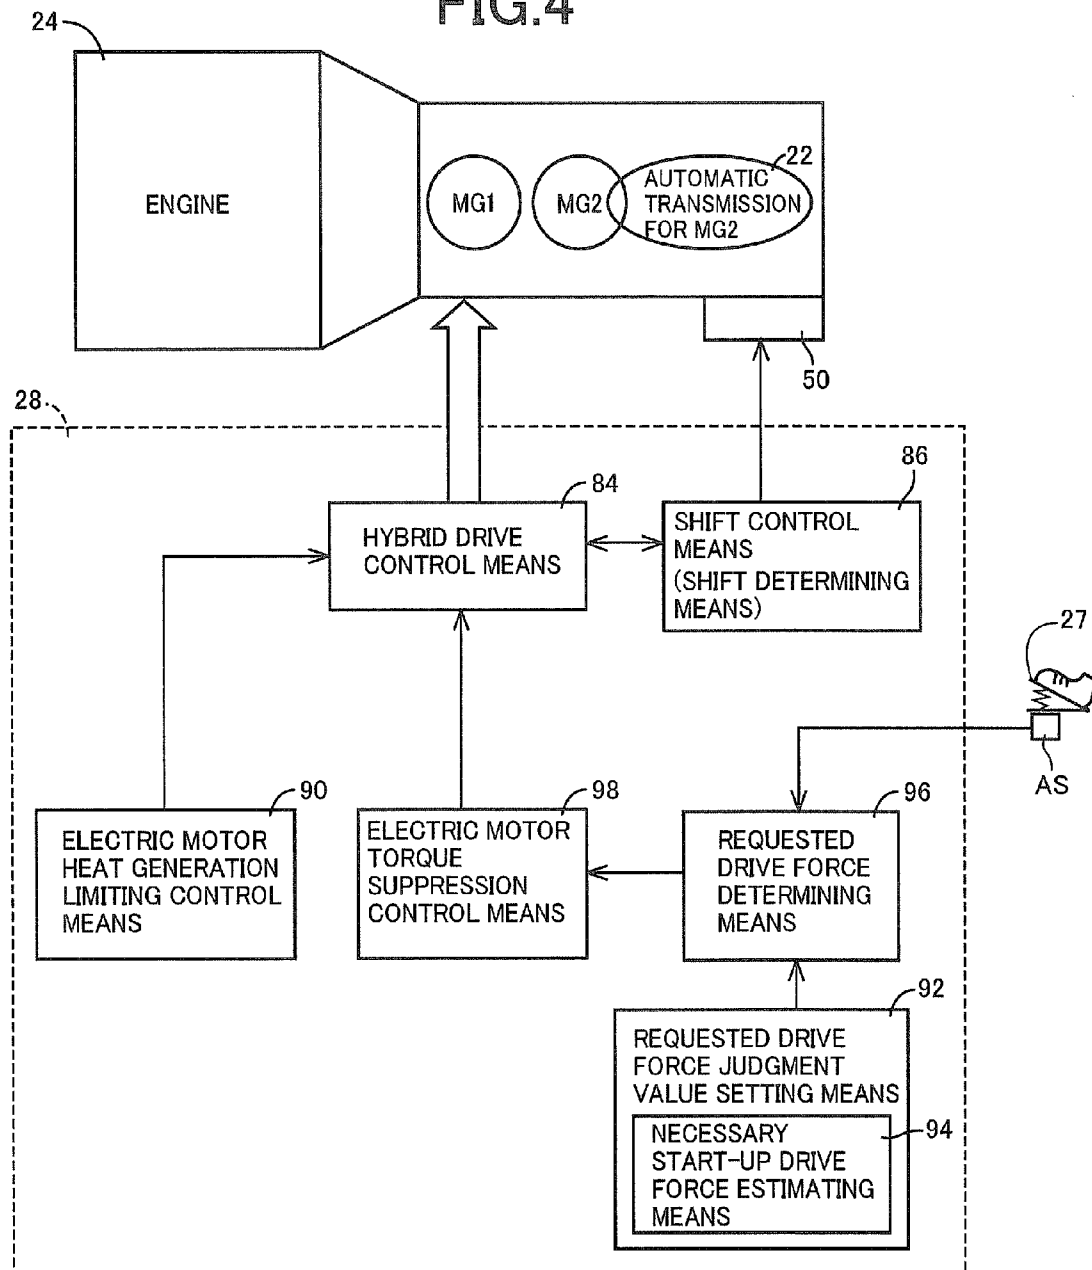 FIG.4
24
ENGINE
MG1
MG2
22
AUTOMATIC
TRANSMISSION
FOR MG2
50
28
84
HYBRID DRIVE
CONTROL MEANS
86
SHIFT CONTROL
MEANS
(SHIFT DETERMINING
MEANS)
27
AS
90
ELECTRIC MOTOR
HEAT GENERATION
LIMITING CONTROL
MEANS
98
ELECTRIC MOTOR
TORQUE
SUPPRESSION
CONTROL MEANS
96
REQUESTED
DRIVE FORCE
DETERMINING
MEANS
92
REQUESTED DRIVE
FORCE JUDGMENT
VALUE SETTING MEANS
94
NECESSARY
START-UP DRIVE
FORCE ESTIMATING
MEANS